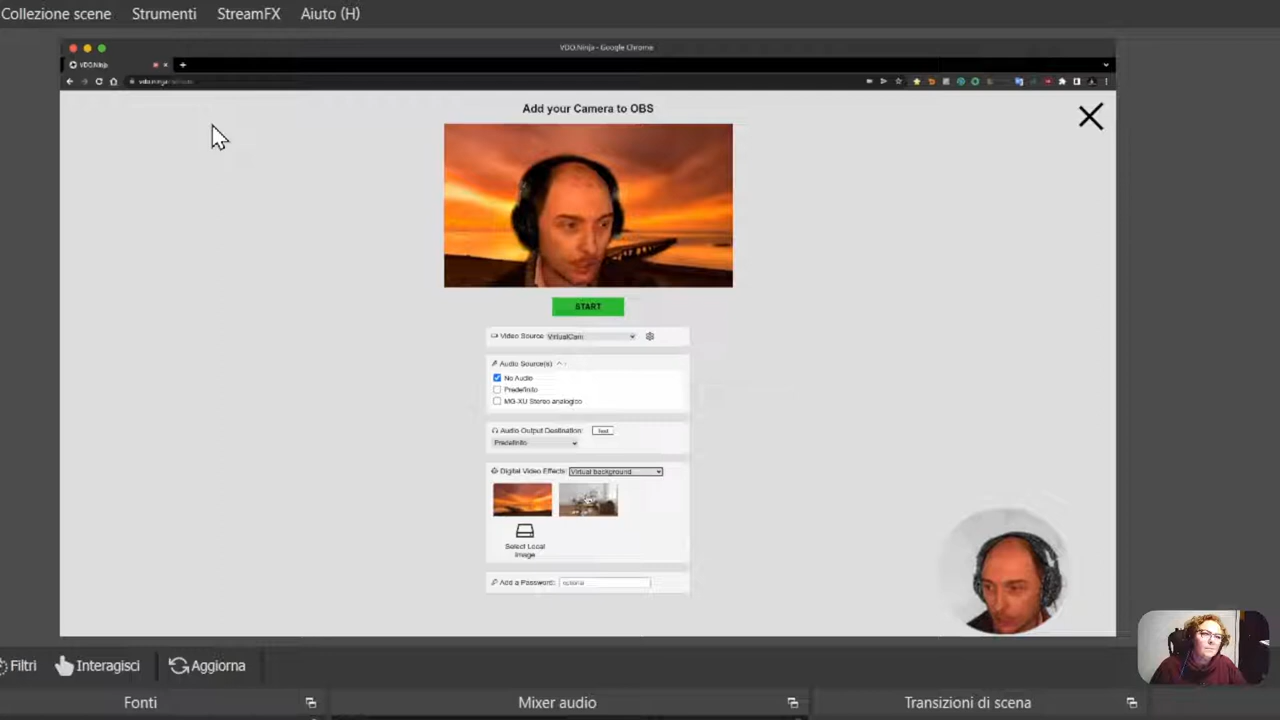 Collezione scene Strumenti StreamFX Aiuto (H)
VDO.Ninja - Google Chrome
VDO.Ninja
Add your Camera to OBS
START
Video Source VirtualCam
Audio Source(s)
No Audio
Predefinito
MG-XU Stereo analogico
Audio Output Destination: Test
Predefinito
Digital Video Effects: Virtual background
Select Local
Image
Add a Password: optional
Filtri Interagisci Aggiorna
Fonti Mixer audio Transizioni di scena